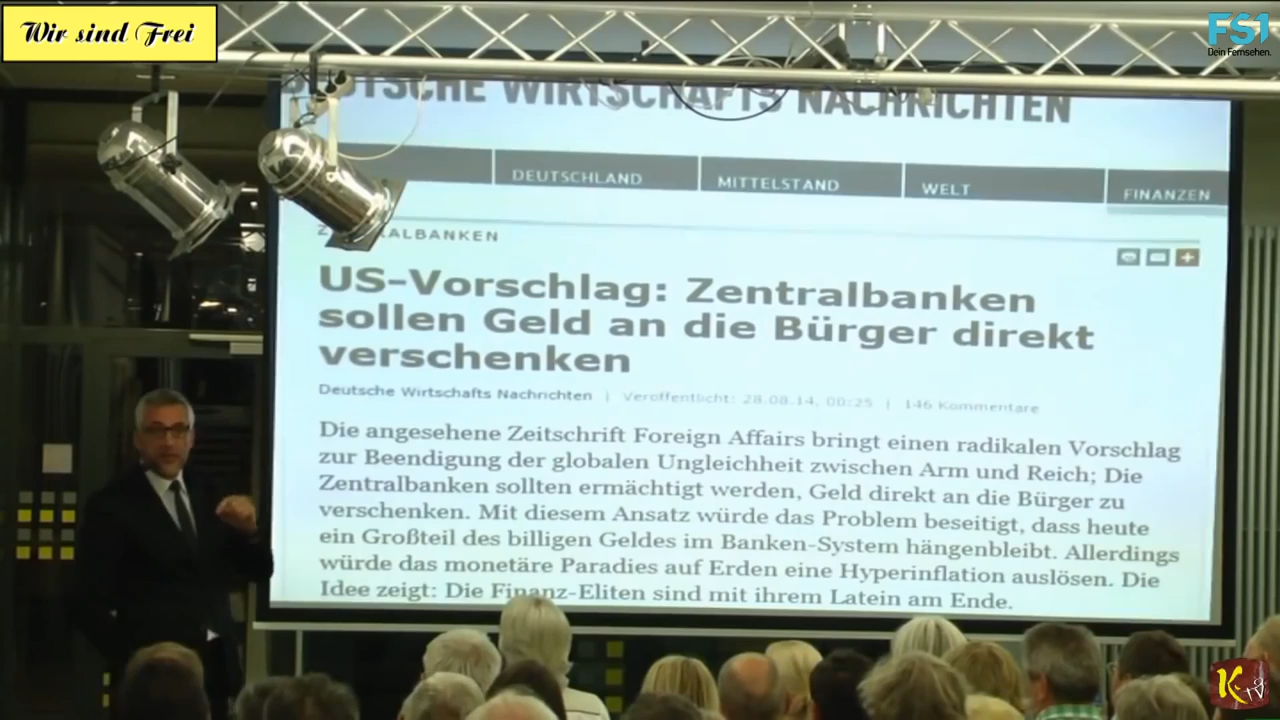 Wir sind Frei
FS1
Dein Fernsehen.
DEUTSCHE WIRTSCHAFTS NACHRICHTEN
DEUTSCHLAND
MITTELSTAND
WELT
FINANZEN
ZENTRALBANKEN
US-Vorschlag: Zentralbanken
sollen Geld an die Bürger direkt
verschenken
Deutsche Wirtschafts Nachrichten | Veröffentlicht: 28.08.14, 00:25 | 146 Kommentare
Die angesehene Zeitschrift Foreign Affairs bringt einen radikalen Vorschlag
zur Beendigung der globalen Ungleichheit zwischen Arm und Reich; Die
Zentralbanken sollten ermächtigt werden, Geld direkt an die Bürger zu
verschenken. Mit diesem Ansatz würde das Problem beseitigt, dass heute
ein Großteil des billigen Geldes im Banken-System hängenbleibt. Allerdings
würde das monetäre Paradies auf Erden eine Hyperinflation auslösen. Die
Idee zeigt: Die Finanz-Eliten sind mit ihrem Latein am Ende.
K TV